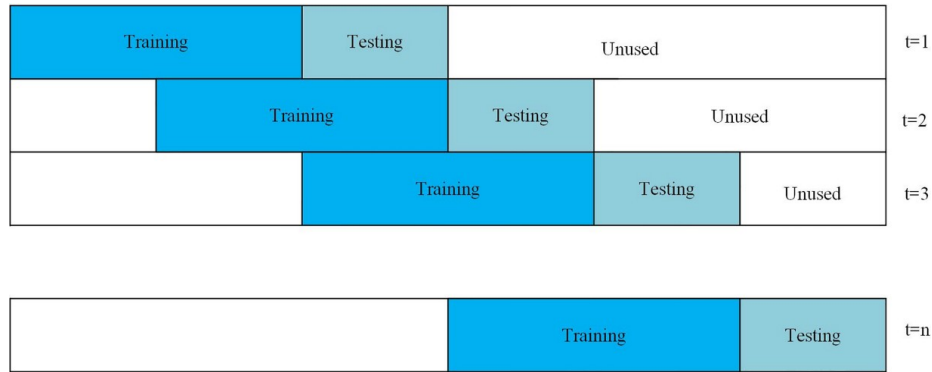 Training Testing Unused t=1
Training Testing Unused t=2
Training Testing Unused t=3
Training Testing t=n